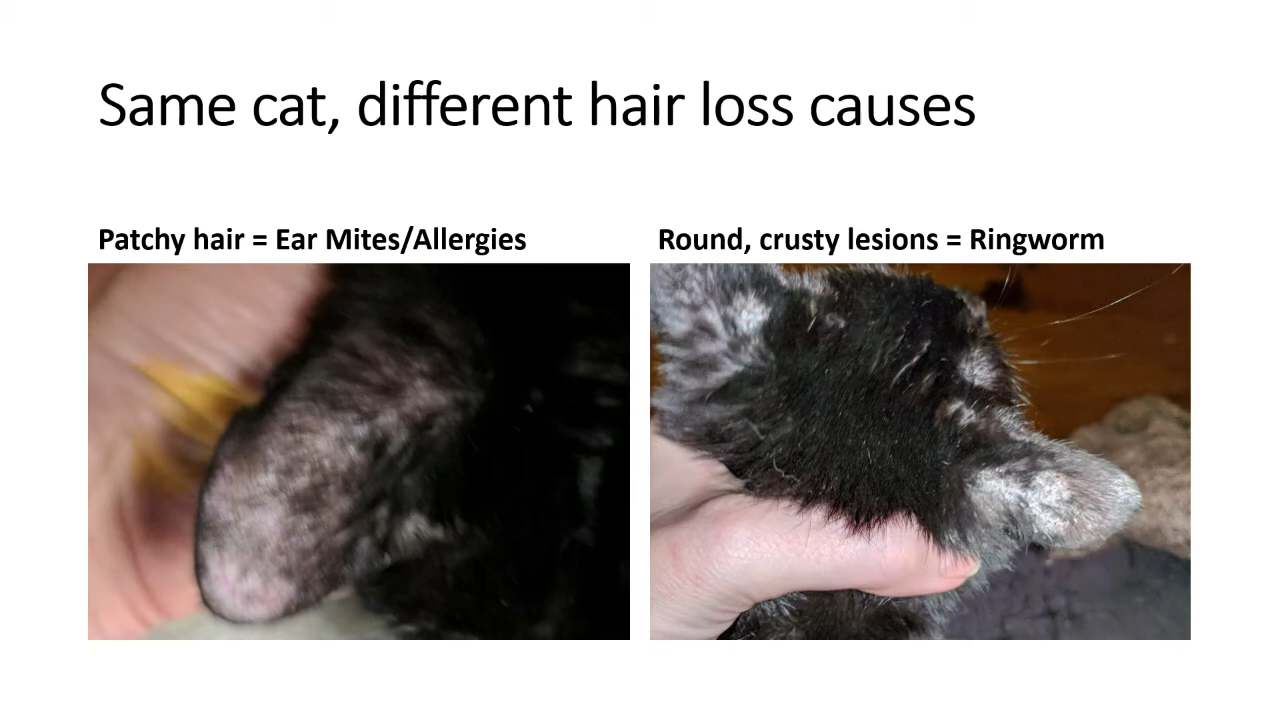 Same cat, different hair loss causes
Patchy hair = Ear Mites/Allergies
Round, crusty lesions = Ringworm